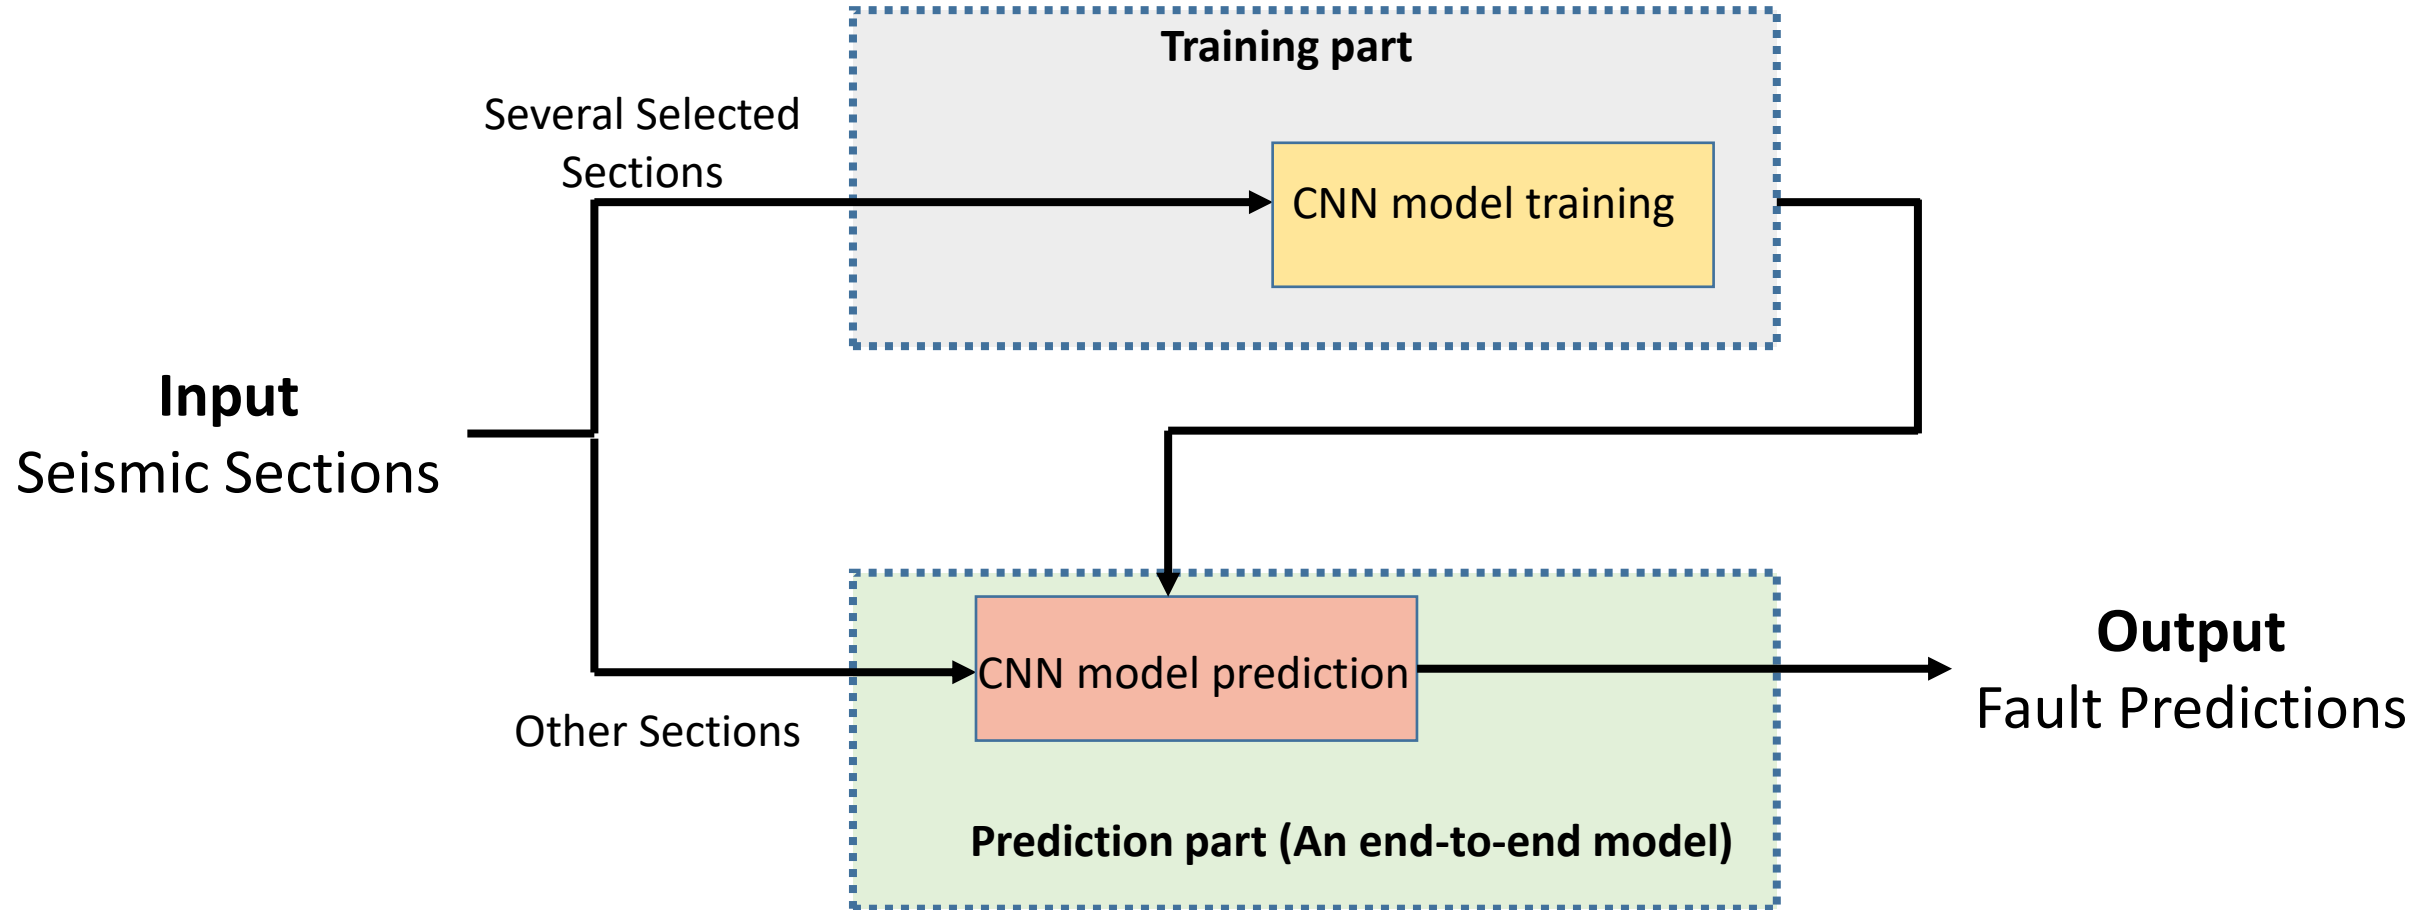 Training part
Several Selected
Sections
CNN model training
Input
Seismic Sections
CNN model prediction
Other Sections
Prediction part (An end-to-end model)
Output
Fault Predictions